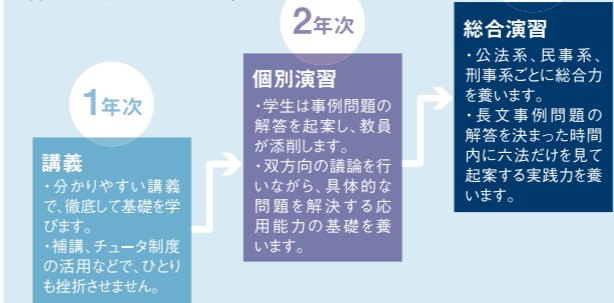 1年次
講義
・分かりやすい講義
で、徹底して基礎を学
びます。
・補講、チュータ制度
の活用などで、ひとり
も挫折させません。
2年次
個別演習
・学生は事例問題の
解答を起案し、教員
が添削します。
・双方向の議論を行
いながら、具体的な
問題を解決する応
用能力の基礎を養
います。
総合演習
・公法系、民事系、
刑事系ごとに総合力
を養います。
・長文事例問題の
解答を決まった時間
内に六法だけを見て
起案する実践力を養
います。